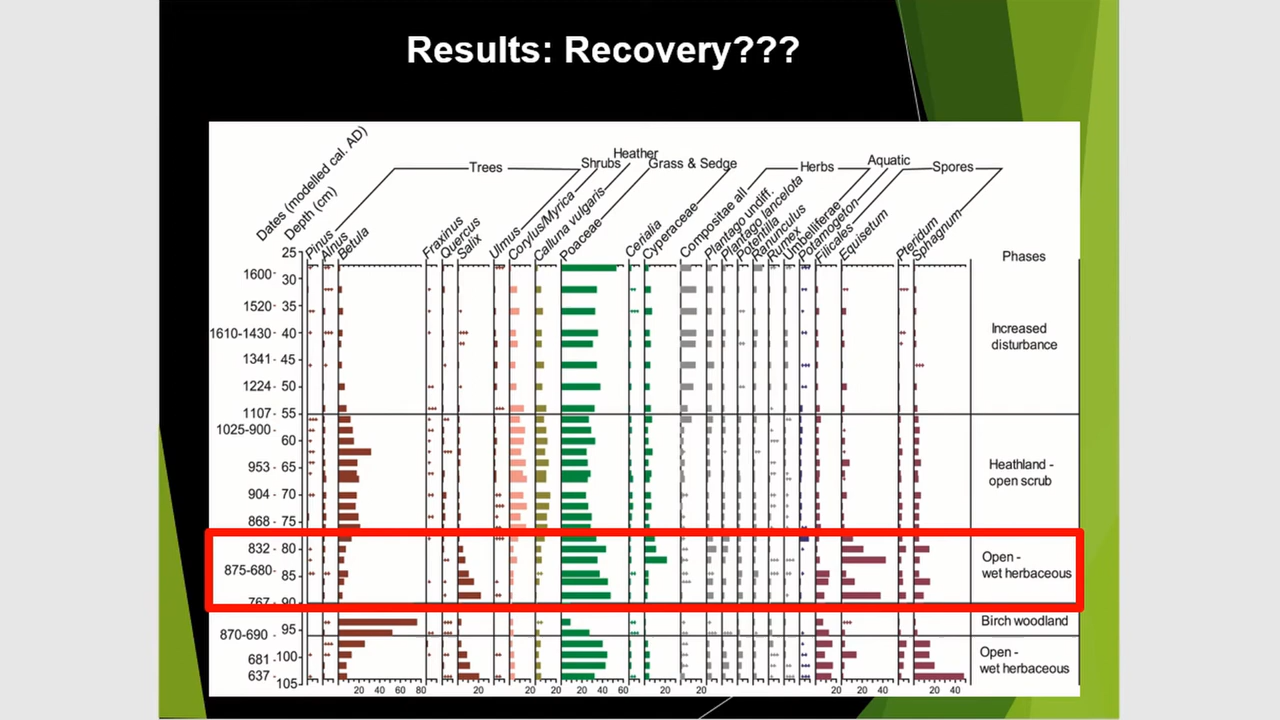 Results: Recovery???
Dates (modelled cal. AD)
Depth (cm)
Trees
Shrubs
Heather
Grass & Sedge
Herbs
Aquatic
Spores
Pinus
Alnus
Betula
Fraxinus
Quercus
Salix
Ulmus
Corylus/Myrica
Calluna vulgaris
Poaceae
Cerialia
Cyperaceae
Compositae all
Plantago undiff.
Plantago lancelota
Potentilla
Ranunculus
Rumex
Umbelliferae
Potamogeton
Filicales
Equisetum
Pteridum
Sphagnum
Phases
25
1600- 30
1520- 35
1610-1430- 40
1341- 45
1224- 50
1107- 55
1025-900- 60
953- 65
904- 70
868- 75
832- 80
875-680- 85
767- 90
870-690- 95
681 -100
637- 105
Increased
disturbance
Heathland -
open scrub
Open -
wet herbaceous
Birch woodland
Open -
wet herbaceous
20 40 60 80 20 20 20 20 40 60 20 20 20 20 40 20 40